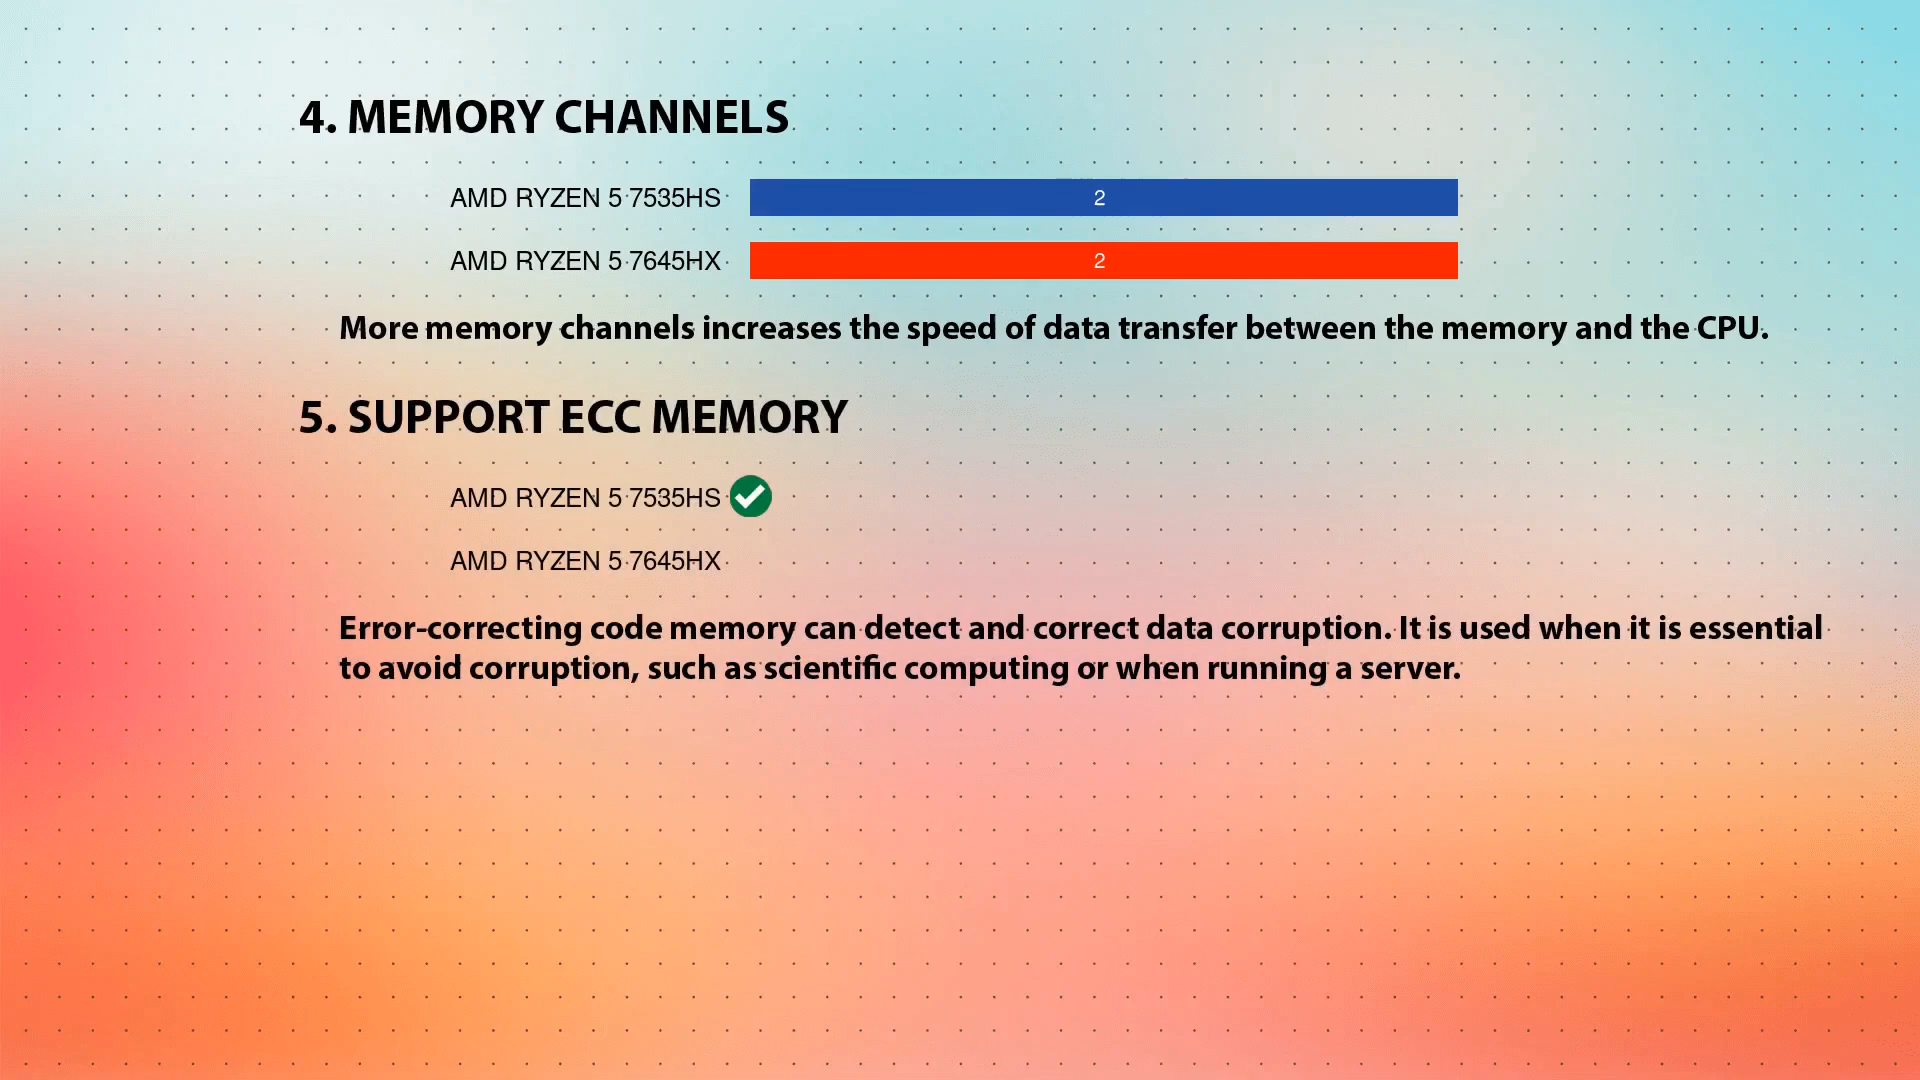 4. MEMORY CHANNELS
AMD RYZEN 5 7535HS 2
AMD RYZEN 5 7645HX 2
More memory channels increases the speed of data transfer between the memory and the CPU.
5. SUPPORT ECC MEMORY
AMD RYZEN 5 7535HS
AMD RYZEN 5 7645HX
Error-correcting code memory can detect and correct data corruption. It is used when it is essential
to avoid corruption, such as scientific computing or when running a server.